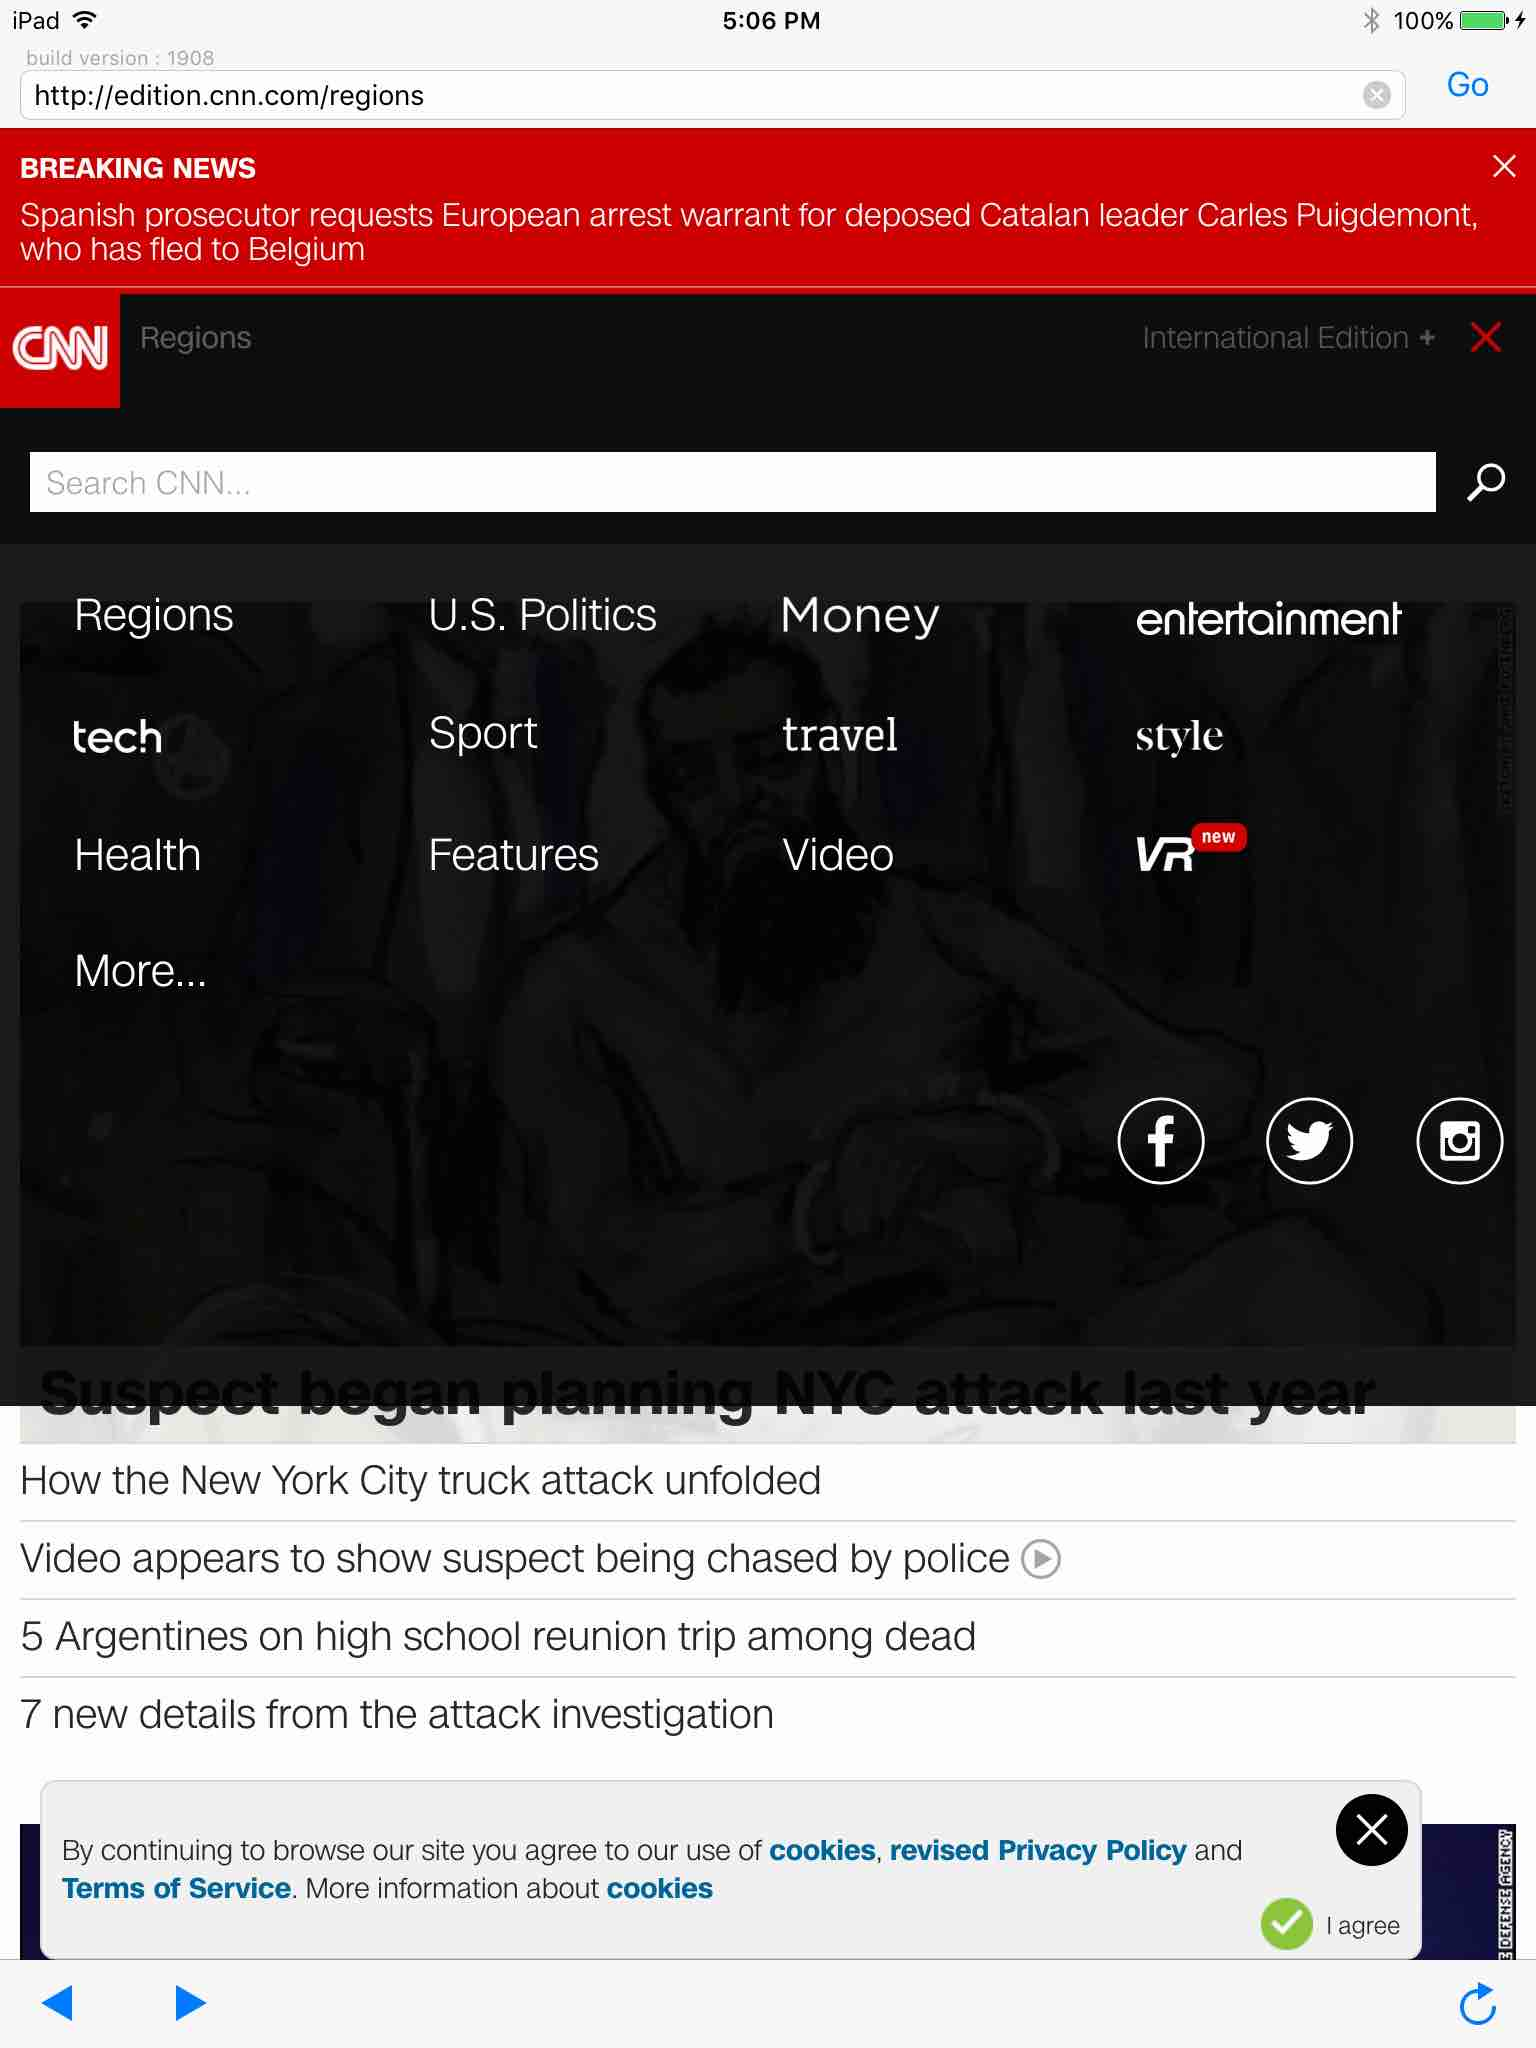 iPad
5:06 PM
100%
build version : 1908
http://edition.cnn.com/regions
Go
BREAKING NEWS
Spanish prosecutor requests European arrest warrant for deposed Catalan leader Carles Puigdemont,
who has fled to Belgium
CNN
Regions
International Edition +
Search CNN...
Regions
U.S. Politics
Money
entertainment
tech
Sport
travel
style
Health
Features
Video
VR new
More...
Suspect began planning NYC attack last year
How the New York City truck attack unfolded
Video appears to show suspect being chased by police
5 Argentines on high school reunion trip among dead
7 new details from the attack investigation
By continuing to browse our site you agree to our use of cookies, revised Privacy Policy and
Terms of Service. More information about cookies
I agree
DEFENSE AGENCY